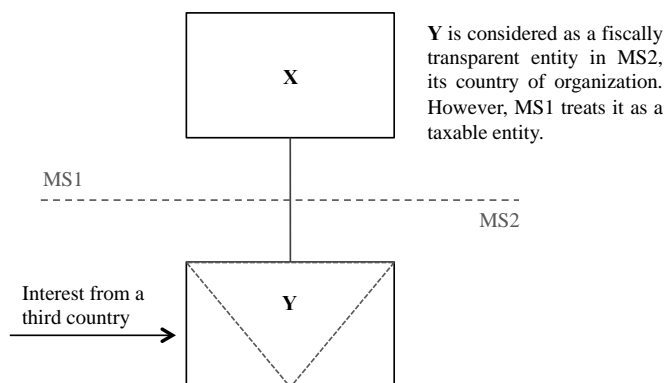 X
Y is considered as a fiscally
transparent entity in MS2,
its country of organization.
However, MS1 treats it as a
taxable entity.
MS1
MS2
Interest from a
third country
Y